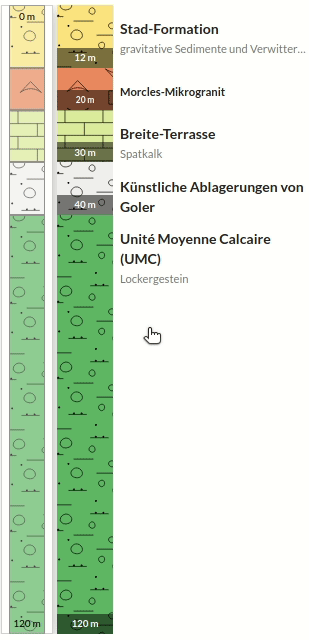 0 m
Stad-Formation
gravitative Sedimente und Verwitter...
12 m
Morcles-Mikrogranit
20 m
Breite-Terrasse
Spatkalk
30 m
Künstliche Ablagerungen von
Goler
40 m
Unité Moyenne Calcaire
(UMC)
Lockergestein
120 m
120 m